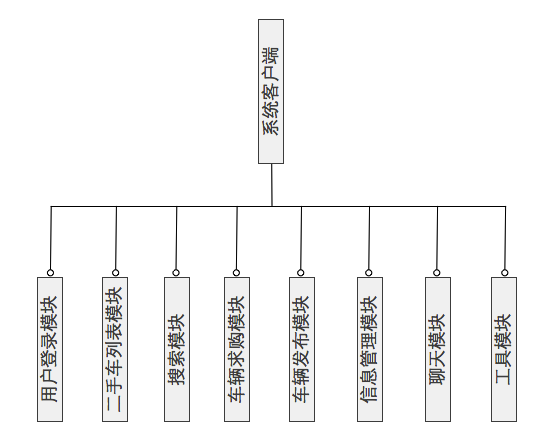 系统客户端
用户登录模块
二手车列表模块
搜索模块
车辆求购模块
车辆发布模块
信息管理模块
聊天模块
工具模块